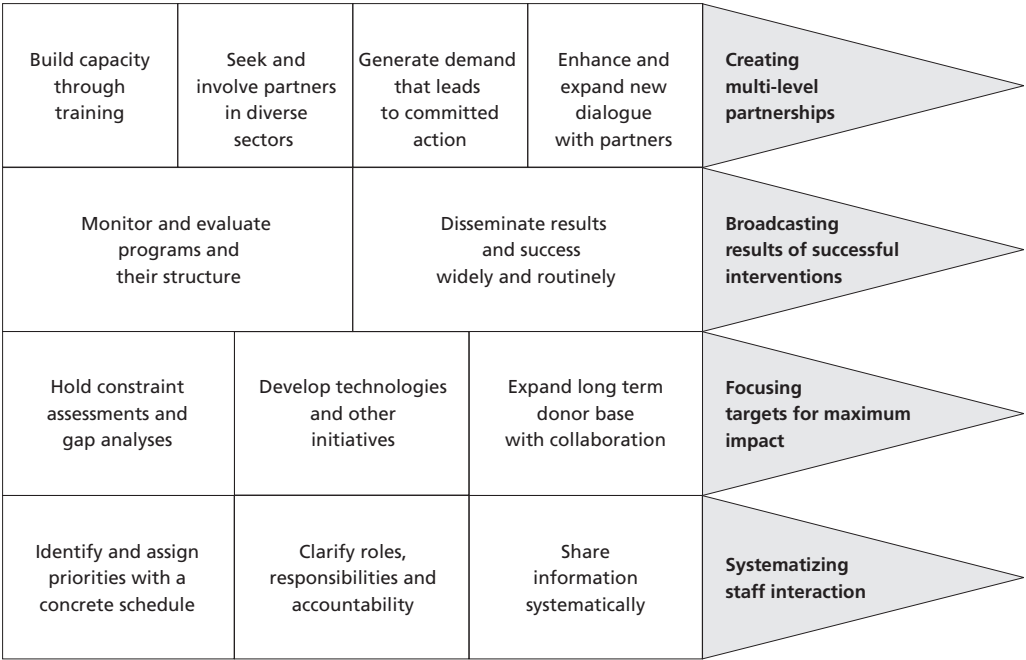 Build capacity
through
training
Seek and
involve partners
in diverse
sectors
Generate demand
that leads
to committed
action
Enhance and
expand new
dialogue
with partners
Creating
multi-level
partnerships
Monitor and evaluate
programs and
their structure
Disseminate results
and success
widely and routinely
Broadcasting
results of successful
interventions
Hold constraint
assessments and
gap analyses
Develop technologies
and other
initiatives
Expand long term
donor base
with collaboration
Focusing
targets for maximum
impact
Identify and assign
priorities with a
concrete schedule
Clarify roles,
responsibilities and
accountability
Share
information
systematically
Systematizing
staff interaction